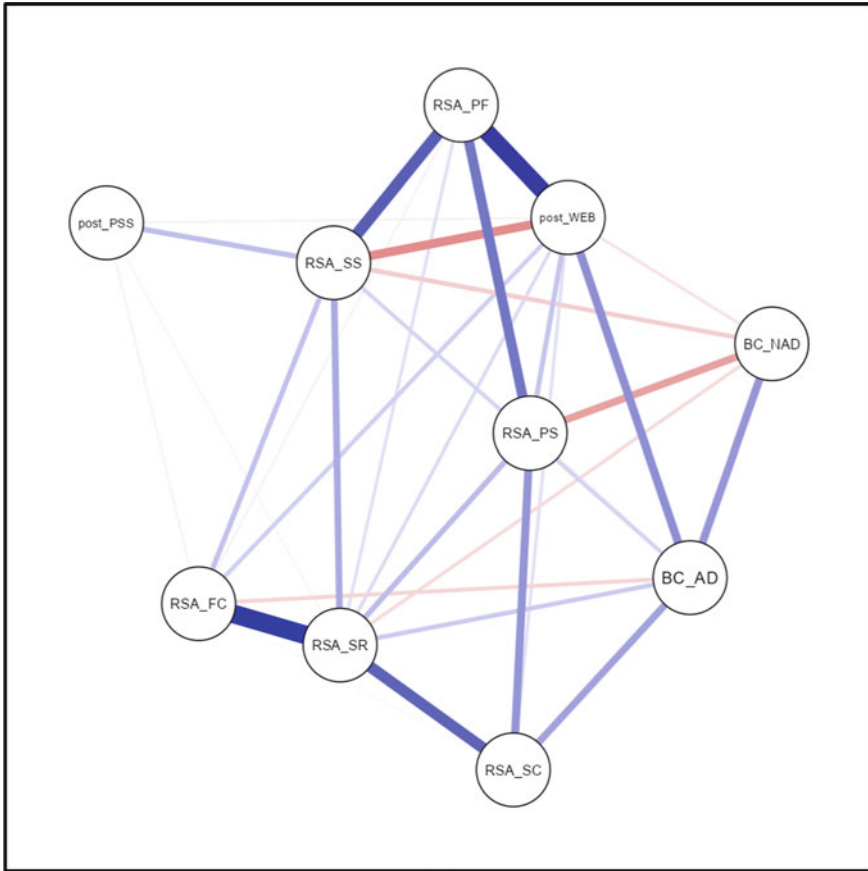 RSA_PF
post_PSS
post_WEB
RSA_SS
BC_NAD
RSA_PS
BC_AD
RSA_FC
RSA_SR
RSA_SC